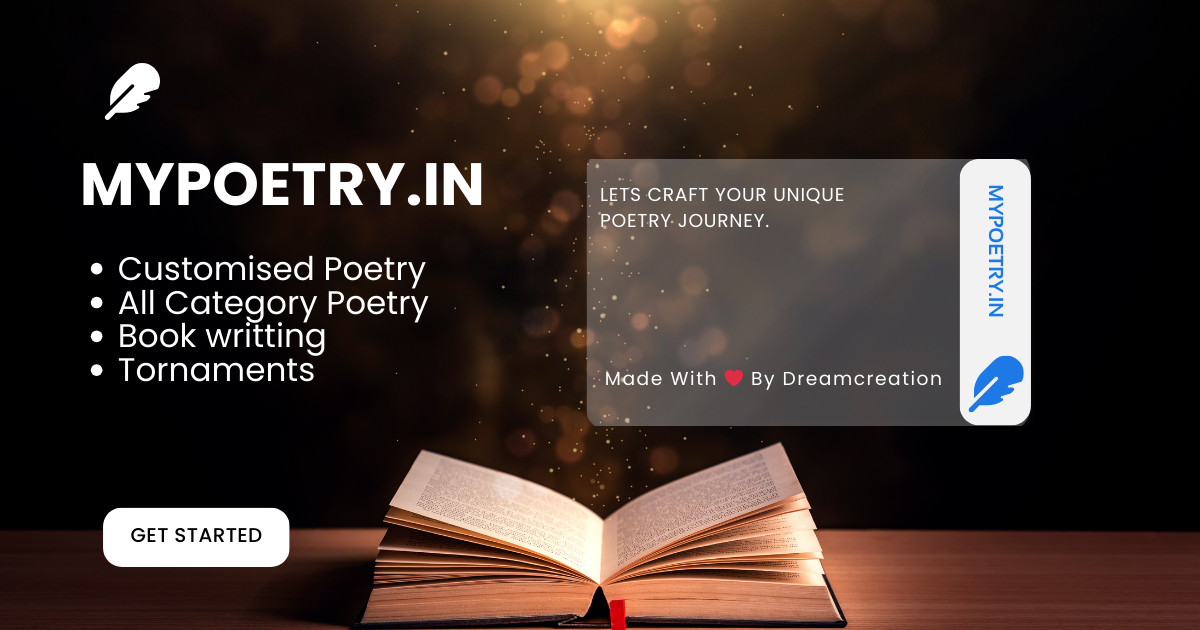 MYPOETRY.IN
• Customised Poetry
• All Category Poetry
• Book writting
• Tornaments
GET STARTED
LETS CRAFT YOUR UNIQUE
POETRY JOURNEY.
Made With ❤ By Dreamcreation
MYPOETRY.IN